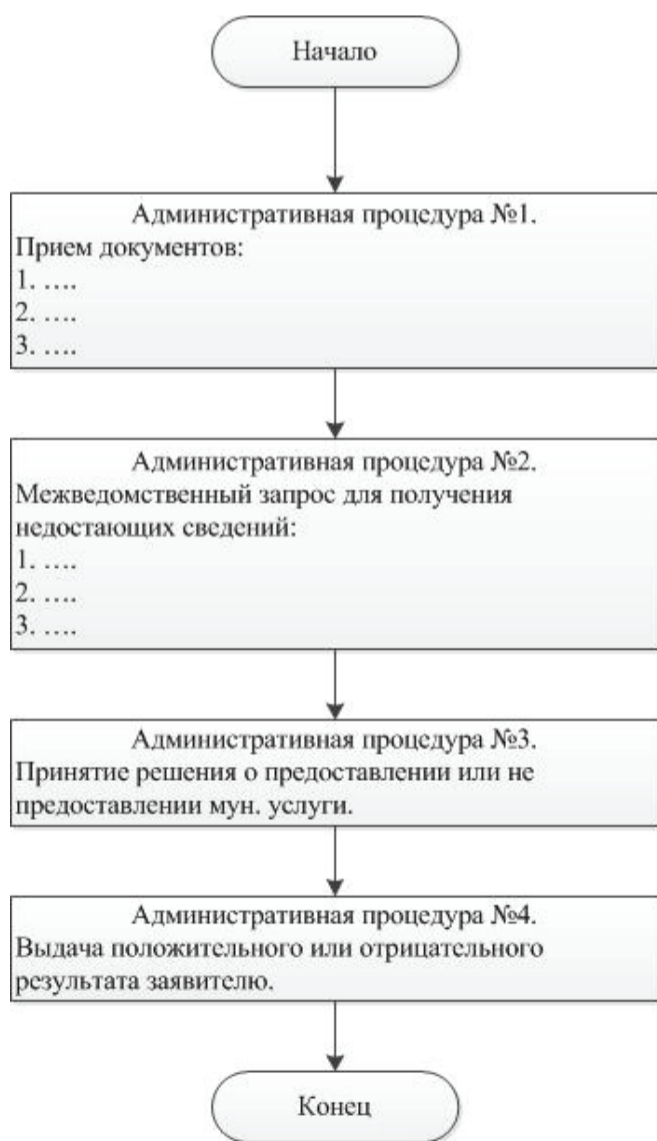 Начало
Административная процедура №1.
Прием документов:
1. ....
2. ....
3. ....
Административная процедура №2.
Межведомственный запрос для получения
недостающих сведений:
1. ....
2. ....
3. ....
Административная процедура №3.
Принятие решения о предоставлении или не
предоставлении мун. услуги.
Административная процедура №4.
Выдача положительного или отрицательного
результата заявителю.
Конец